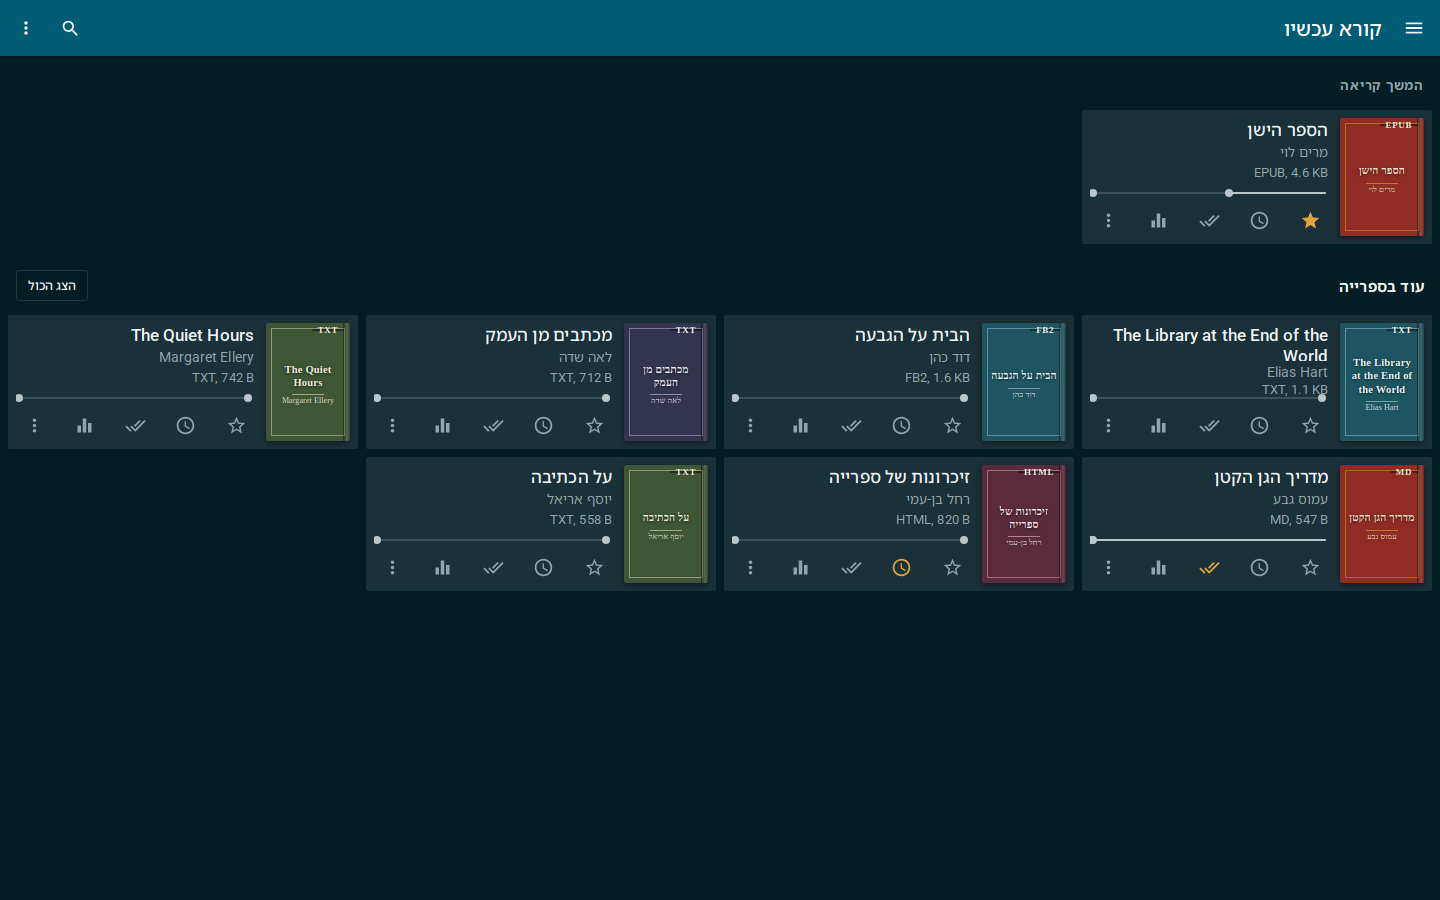 קורא עכשיו
המשך קריאה
EPUB
הספר הישן
מרים לוי
הספר הישן
מרים לוי
EPUB, 4.6 KB
עוד בספרייה
הצג הכול
TXT
The Library
at the End of
the World
Elias Hart
The Library at the End of the
World
Elias Hart
TXT, 1.1 KB
FB2
הבית על הגבעה
דוד כהן
הבית על הגבעה
דוד כהן
FB2, 1.6 KB
TXT
מכתבים מן
העמק
לאה שדה
מכתבים מן העמק
לאה שדה
TXT, 712 B
TXT
The Quiet
Hours
Margaret Ellery
The Quiet Hours
Margaret Ellery
TXT, 742 B
MD
מדריך הגן הקטן
עמוס גבע
מדריך הגן הקטן
עמוס גבע
MD, 547 B
HTML
זיכרונות של
ספרייה
רחל בן-עמי
זיכרונות של ספרייה
רחל בן-עמי
HTML, 820 B
TXT
על הכתיבה
יוסף אריאל
על הכתיבה
יוסף אריאל
TXT, 558 B